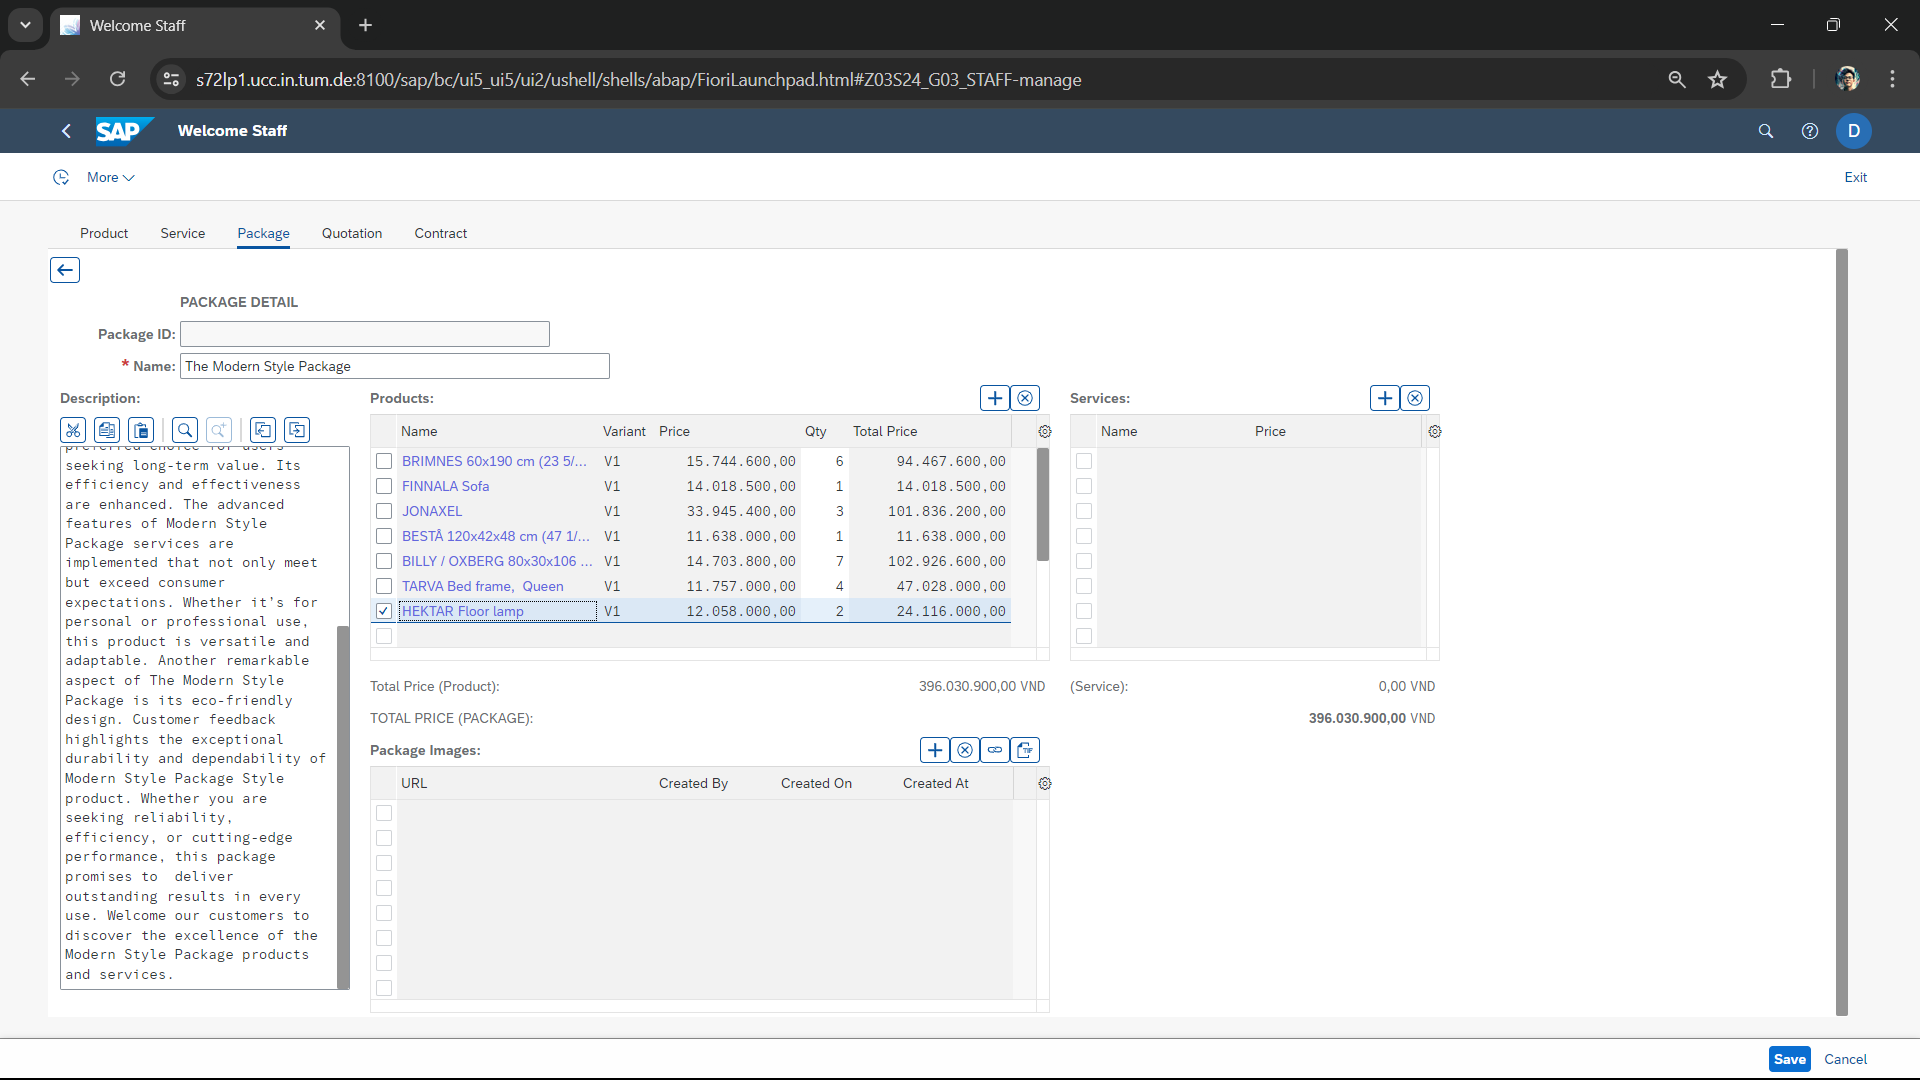 Welcome Staff
s72lp1.ucc.in.tum.de:8100/sap/bc/ui5_ui5/ui2/ushell/shells/abap/FioriLaunchpad.html#Z03S24_G03_STAFF-manage
SAP Welcome Staff D
More Exit
Product Service Package Quotation Contract
PACKAGE DETAIL
Package ID:
* Name: The Modern Style Package
Description:
seeking long-term value. Its
efficiency and effectiveness
are enhanced. The advanced
features of Modern Style
Package services are
implemented that not only meet
but exceed consumer
expectations. Whether it’s for
personal or professional use,
this product is versatile and
adaptable. Another remarkable
aspect of The Modern Style
Package is its eco-friendly
design. Customer feedback
highlights the exceptional
durability and dependability of
Modern Style Package Style
product. Whether you are
seeking reliability,
efficiency, or cutting-edge
performance, this package
promises to  deliver
outstanding results in every
use. Welcome our customers to
discover the excellence of the
Modern Style Package products
and services.
Products:
Name Variant Price Qty Total Price
BRIMNES 60x190 cm (23 5/... V1 15.744.600,00 6 94.467.600,00
FINNALA Sofa V1 14.018.500,00 1 14.018.500,00
JONAXEL V1 33.945.400,00 3 101.836.200,00
BESTÅ 120x42x48 cm (47 1/... V1 11.638.000,00 1 11.638.000,00
BILLY / OXBERG 80x30x106 ... V1 14.703.800,00 7 102.926.600,00
TARVA Bed frame,  Queen V1 11.757.000,00 4 47.028.000,00
HEKTAR Floor lamp V1 12.058.000,00 2 24.116.000,00
Services:
Name Price
Total Price (Product): 396.030.900,00 VND (Service): 0,00 VND
TOTAL PRICE (PACKAGE): 396.030.900,00 VND
Package Images:
URL Created By Created On Created At
Save Cancel